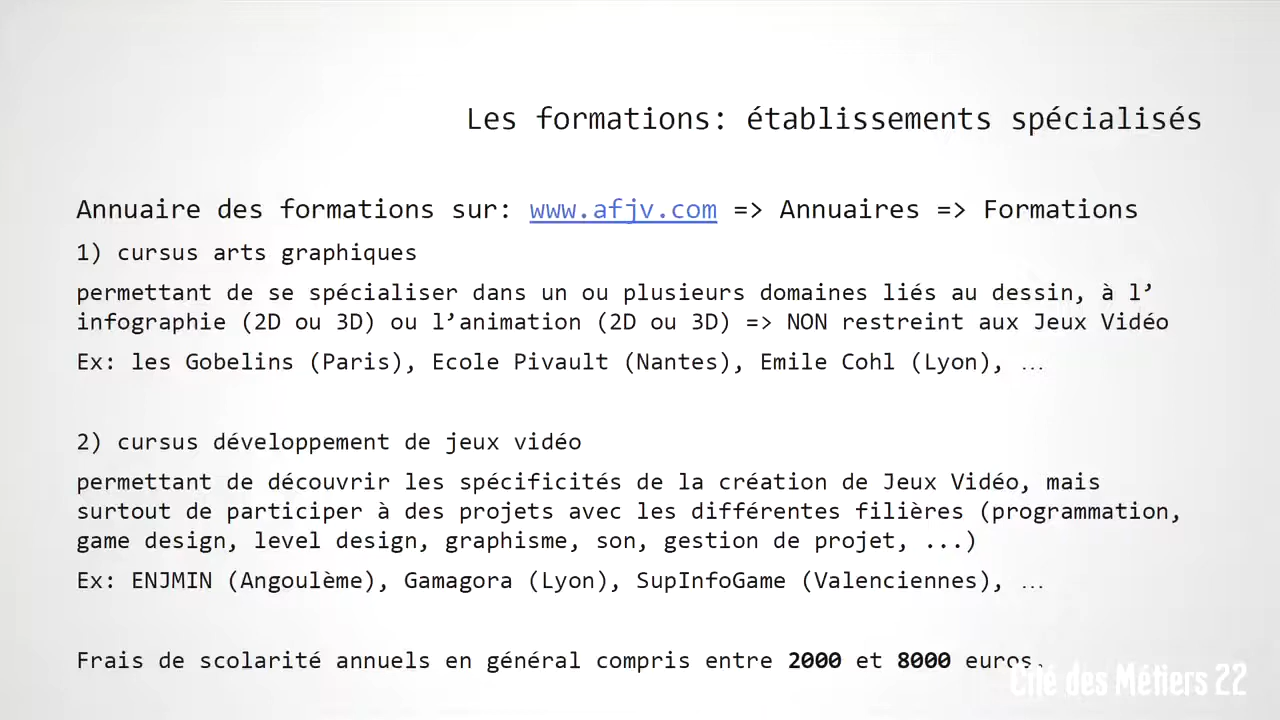 Les formations: établissements spécialisés
Annuaire des formations sur: www.afjv.com => Annuaires => Formations
1) cursus arts graphiques
permettant de se spécialiser dans un ou plusieurs domaines liés au dessin, à l’
infographie (2D ou 3D) ou l’animation (2D ou 3D) => NON restreint aux Jeux Vidéo
Ex: les Gobelins (Paris), Ecole Pivault (Nantes), Emile Cohl (Lyon), …
2) cursus développement de jeux vidéo
permettant de découvrir les spécificités de la création de Jeux Vidéo, mais
surtout de participer à des projets avec les différentes filières (programmation,
game design, level design, graphisme, son, gestion de projet, ...)
Ex: ENJMIN (Angoulème), Gamagora (Lyon), SupInfoGame (Valenciennes), …
Frais de scolarité annuels en général compris entre 2000 et 8000 euros.
Cité des Métiers 22